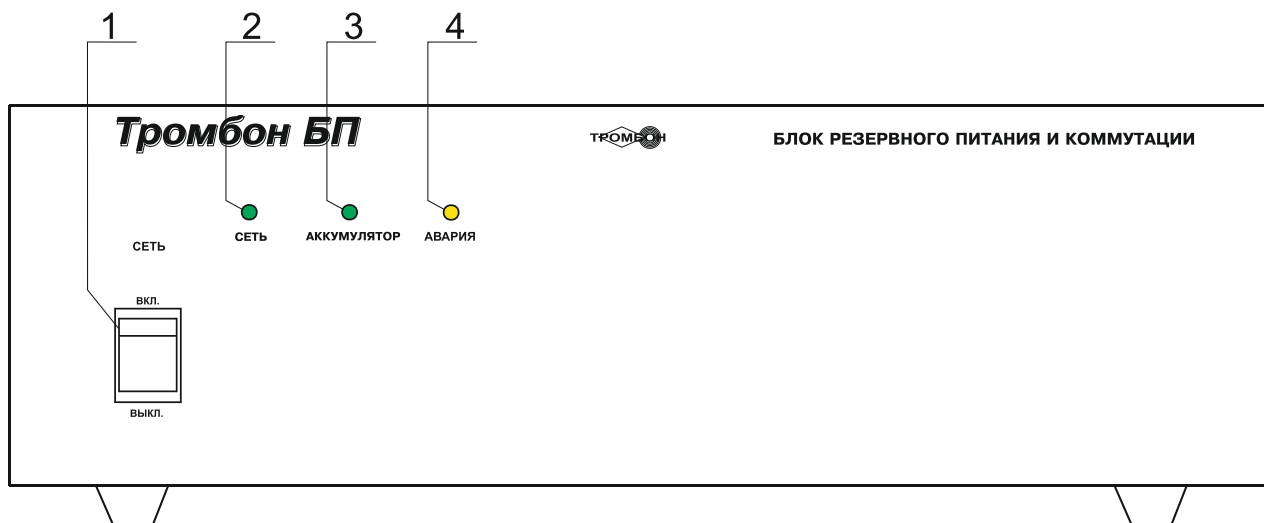 1 2 3 4
Тромбон БП
ТРОМБОН
БЛОК РЕЗЕРВНОГО ПИТАНИЯ И КОММУТАЦИИ
СЕТЬ АККУМУЛЯТОР АВАРИЯ
СЕТЬ
ВКЛ.
ВЫКЛ.